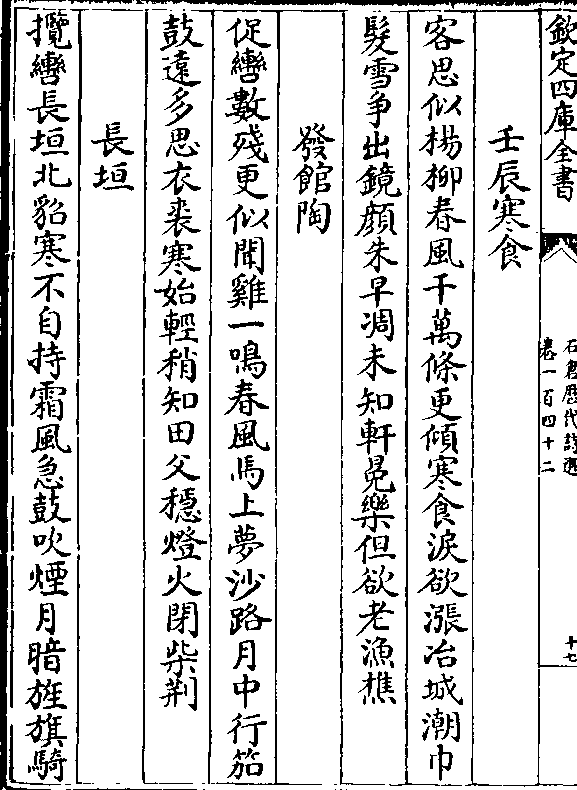 欽定四庫全書
石倉歷代詩選
卷一百四十二
十七
壬辰寒食
客思似楊柳春風千萬條更傾寒食淚欲漲冶城潮巾
髮雪爭出鏡顔朱早凋未知軒冕樂但欲老漁樵
發館陶
促轡數殘更似聞雞一鳴春風馬上夢沙路月中行笳
鼓遠多思衣裘寒始輕稍知田父穩燈火閉柴荆
長垣
攬轡長垣北貂寒不自持霜風急鼓吹煙月暗旌旗騎